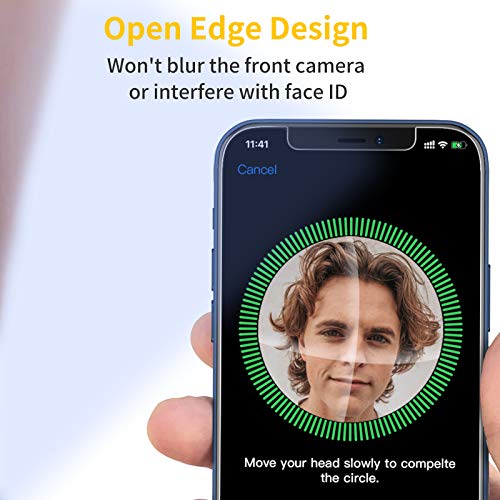 Open Edge Design
Won't blur the front camera
or interfere with face ID
11:41
Cancel
Move your head slowly to compelte
the circle.